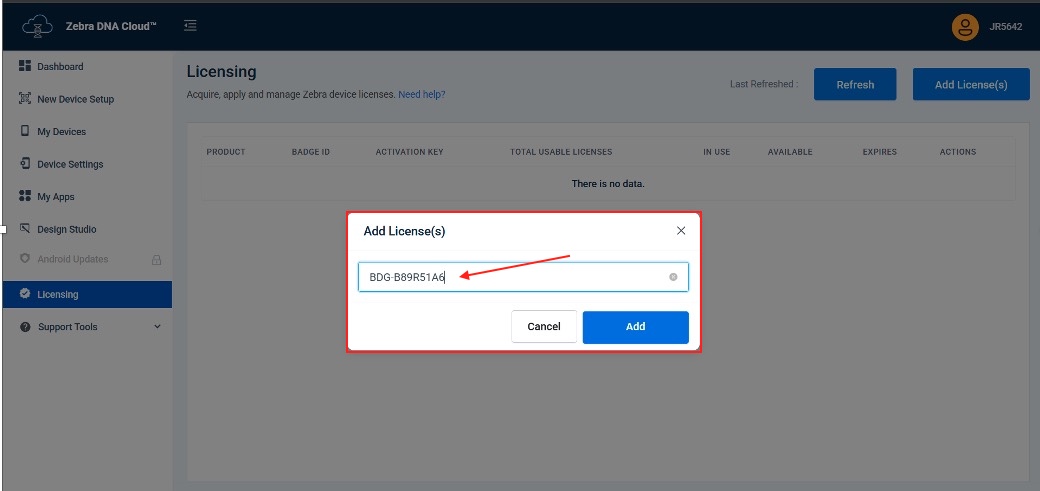 Zebra DNA Cloud™
JR5642
Dashboard
New Device Setup
My Devices
Device Settings
My Apps
Design Studio
Android Updates
Licensing
Support Tools
Licensing
Acquire, apply and manage Zebra device licenses. Need help?
Last Refreshed :
Refresh
Add License(s)
PRODUCT BADGE ID ACTIVATION KEY TOTAL USABLE LICENSES IN USE AVAILABLE EXPIRES ACTIONS
There is no data.
Add License(s)
BDG-B89R51A6
Cancel Add